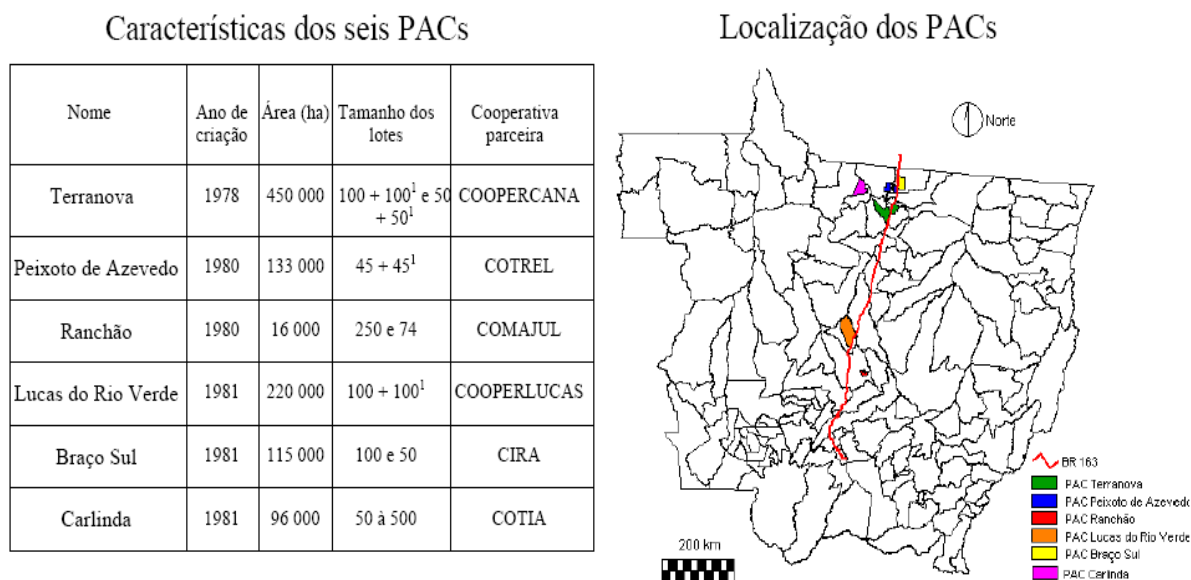 Características dos seis PACs
Nome
Ano de
criação
Área (ha)
Tamanho dos
lotes
Cooperativa
parceira
Terranova
1978
450 000
100 + 100¹ e 50
+ 50¹
COOPERCANA
Peixoto de Azevedo
1980
133 000
45 + 45¹
COTREL
Ranchão
1980
16 000
250 e 74
COMAJUL
Lucas do Rio Verde
1981
220 000
100 + 100¹
COOPERLUCAS
Braço Sul
1981
115 000
100 e 50
CIRA
Carlinda
1981
96 000
50 à 500
COTIA
Localização dos PACs
Norte
BR 163
PAC Terranova
PAC Peixoto de Azevedo
PAC Ranchão
PAC Lucas do Rio Verde
PAC Braço Sul
PAC Carlinda
200 km